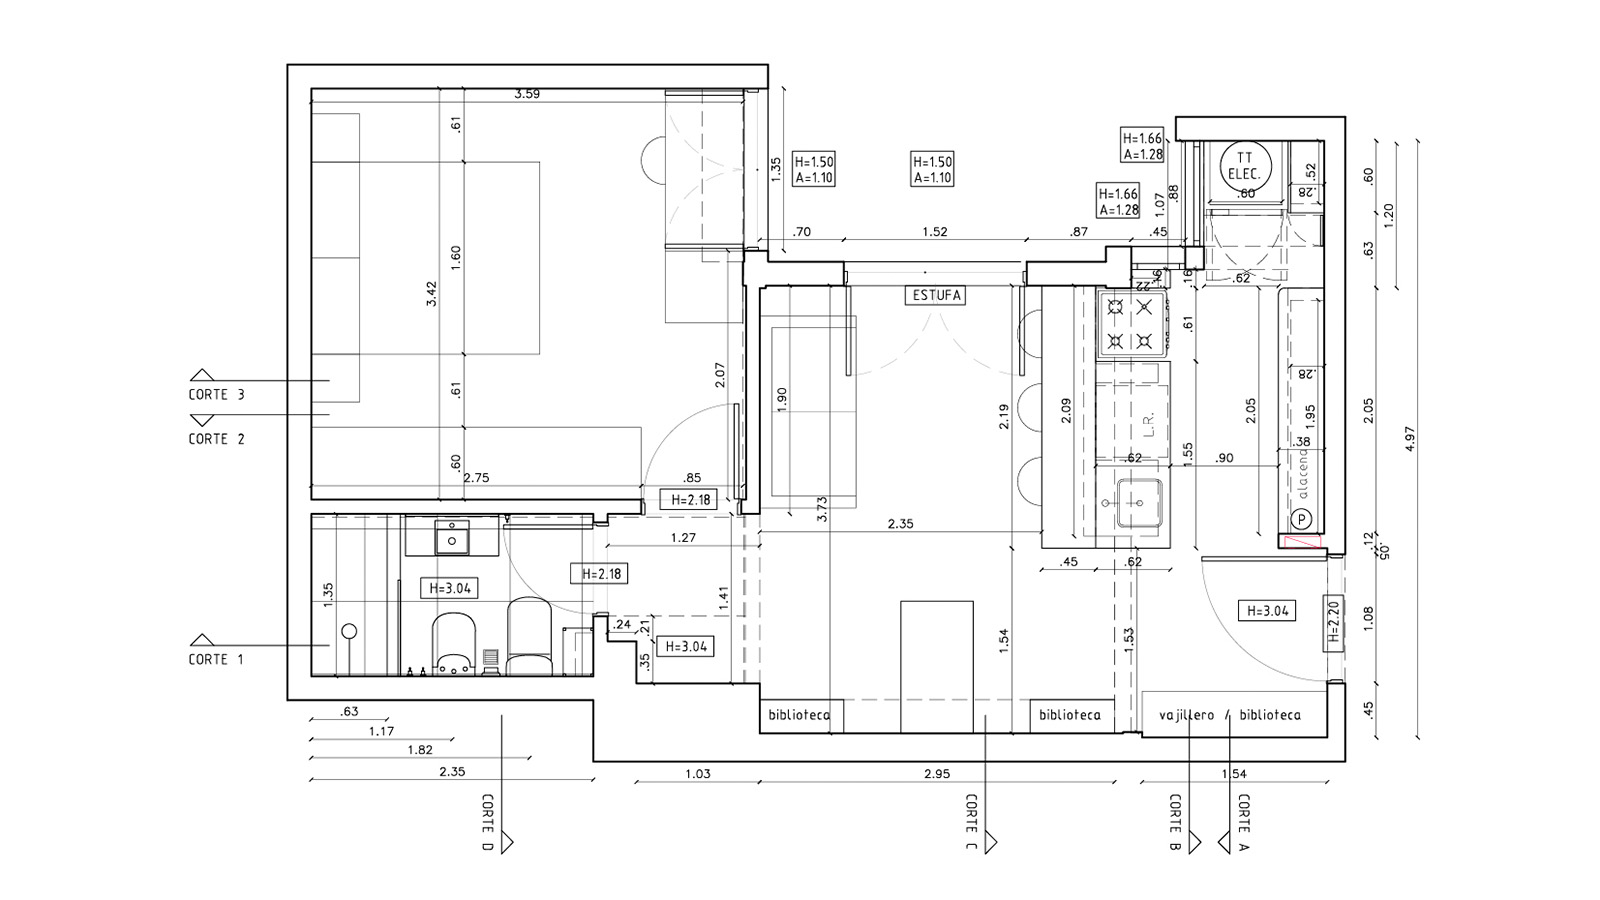 3.59
.61
3.42
1.60
.61
.60
2.75
.85
2.07
1.35
H=1.50
A=1.10
H=1.50
A=1.10
H=1.66
A=1.28
H=1.66
A=1.28
.70
1.52
.87
.45
1.07
.88
TT
ELEC.
.60
.52
.28
.62
.16
.16
.22
.60
.63
1.20
ESTUFA
1.90
3.73
2.19
2.09
.61
L.R.
.62
1.55
.90
2.05
.28
1.95
.38
alacena
P
2.05
4.97
CORTE 3
CORTE 2
H=2.18
2.35
1.27
.12
.05
H=3.04
H=2.18
1.35
1.41
.24
.21
.35
H=3.04
.45
.62
1.54
1.53
H=3.04
H=2.20
1.08
.45
CORTE 1
biblioteca
biblioteca
vajillero / biblioteca
.63
1.17
1.82
2.35
1.03
2.95
1.54
CORTE D
CORTE C
CORTE B
CORTE A